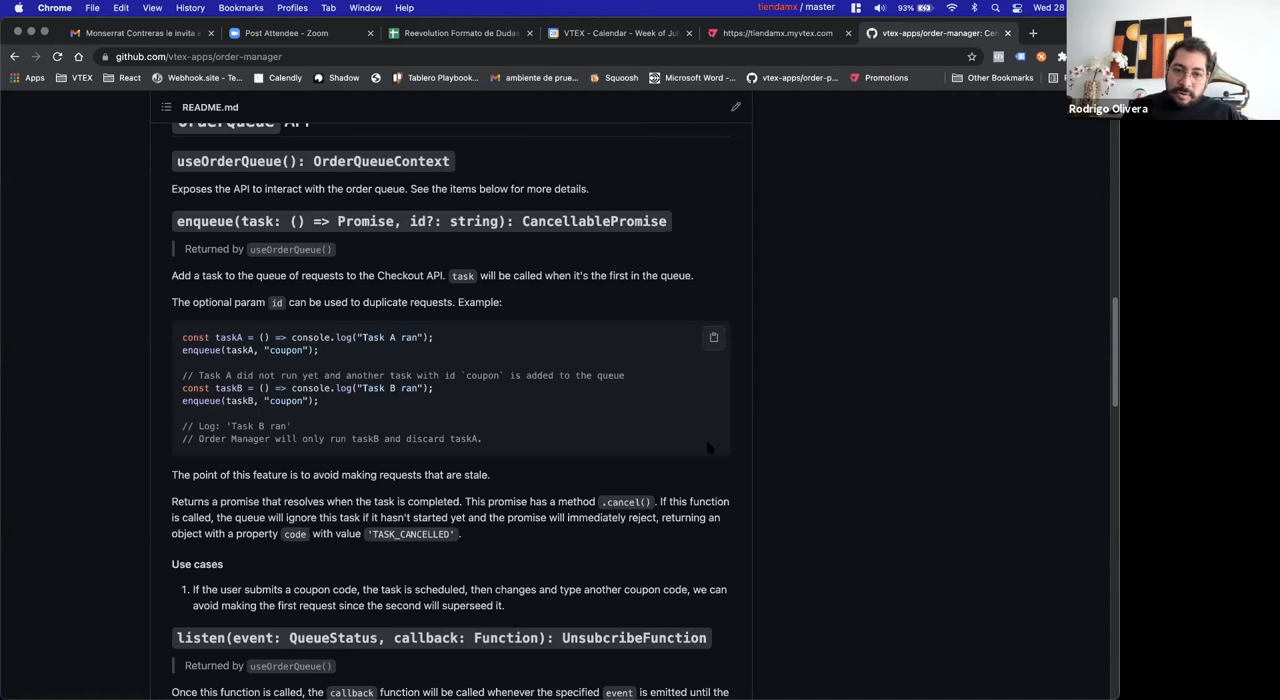 Chrome File Edit View History Bookmarks Profiles Tab Window Help tiendamx / master 93% Wed 28
Monserrat Contreras le invita a × Post Attendee - Zoom × Reevolution Formato de Dudas × VTEX - Calendar - Week of Ju × https://tiendamx.myvtex.com × vtex-apps/order-manager: Cen × +
github.com/vtex-apps/order-manager
Apps VTEX React Webhook.site - Te... Calendly Shadow Tablero Playbook... ambiente de prue... Squoosh Microsoft Word -... vtex-apps/order-p... Promotions Other Bookmarks
Rodrigo Olivera
README.md
OrderQueue API
useOrderQueue(): OrderQueueContext
Exposes the API to interact with the order queue. See the items below for more details.
enqueue(task: () => Promise, id?: string): CancellablePromise
Returned by useOrderQueue()
Add a task to the queue of requests to the Checkout API. task will be called when it's the first in the queue.
The optional param id can be used to duplicate requests. Example:
const taskA = () => console.log("Task A ran");
enqueue(taskA, "coupon");
// Task A did not run yet and another task with id `coupon` is added to the queue
const taskB = () => console.log("Task B ran");
enqueue(taskB, "coupon");
// Log: 'Task B ran'
// Order Manager will only run taskB and discard taskA.
The point of this feature is to avoid making requests that are stale.
Returns a promise that resolves when the task is completed. This promise has a method .cancel(). If this function
is called, the queue will ignore this task if it hasn't started yet and the promise will immediately reject, returning an
object with a property code with value 'TASK_CANCELLED'.
Use cases
1. If the user submits a coupon code, the task is scheduled, then changes and type another coupon code, we can
avoid making the first request since the second will superseed it.
listen(event: QueueStatus, callback: Function): UnsubcribeFunction
Returned by useOrderQueue()
Once this function is called, the callback function will be called whenever the specified event is emitted until the